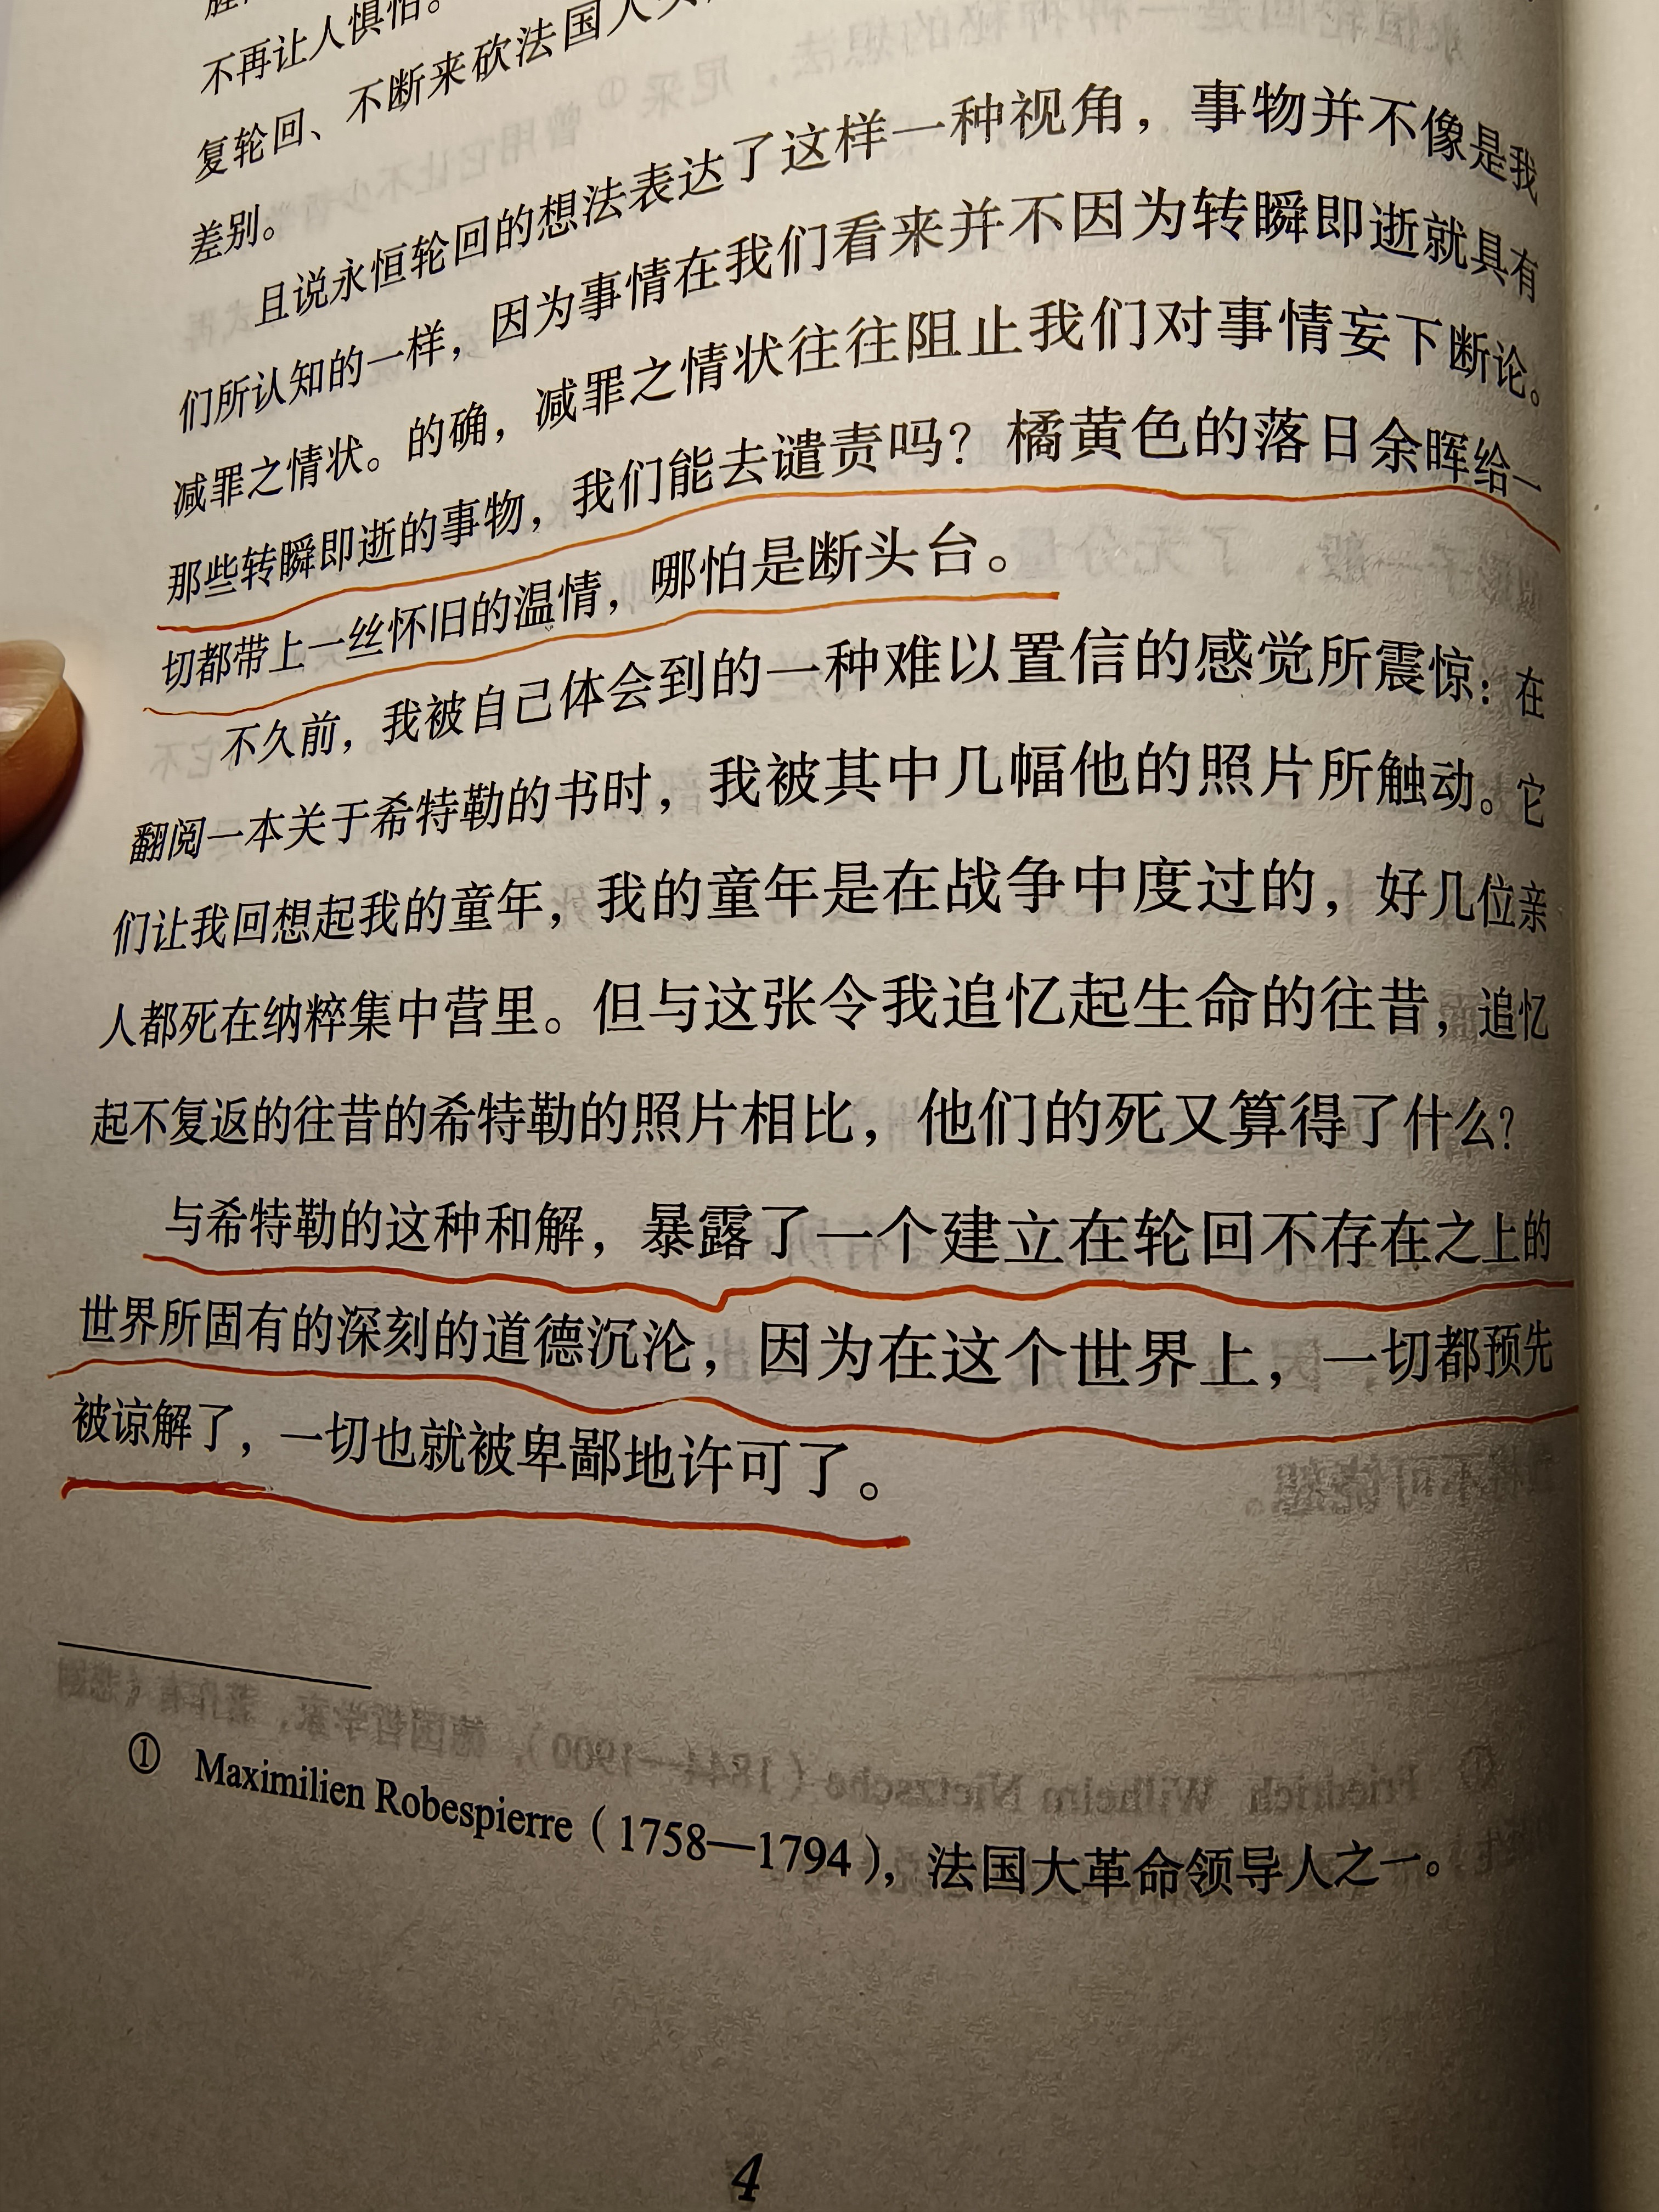 不再让人惧怕。
复轮回、不断来砍法国人头
差别。
且说永恒轮回的想法表达了这样一种视角，事物并不像是我
们所认知的一样，因为事情在我们看来并不因为转瞬即逝就具有
减罪之情状。的确，减罪之情状往往阻止我们对事情妄下断论。
那些转瞬即逝的事物，我们能去谴责吗？橘黄色的落日余晖给一
切都带上一丝怀旧的温情，哪怕是断头台。
不久前，我被自己体会到的一种难以置信的感觉所震惊：在
翻阅一本关于希特勒的书时，我被其中几幅他的照片所触动。它
们让我回想起我的童年，我的童年是在战争中度过的，好几位亲
人都死在纳粹集中营里。但与这张令我追忆起生命的往昔，追忆
起不复返的往昔的希特勒的照片相比，他们的死又算得了什么？
与希特勒的这种和解，暴露了一个建立在轮回不存在之上的
世界所固有的深刻的道德沉沦，因为在这个世界上，一切都预先
被谅解了，一切也就被卑鄙地许可了。
① Maximilien Robespierre（1758—1794），法国大革命领导人之一。
4